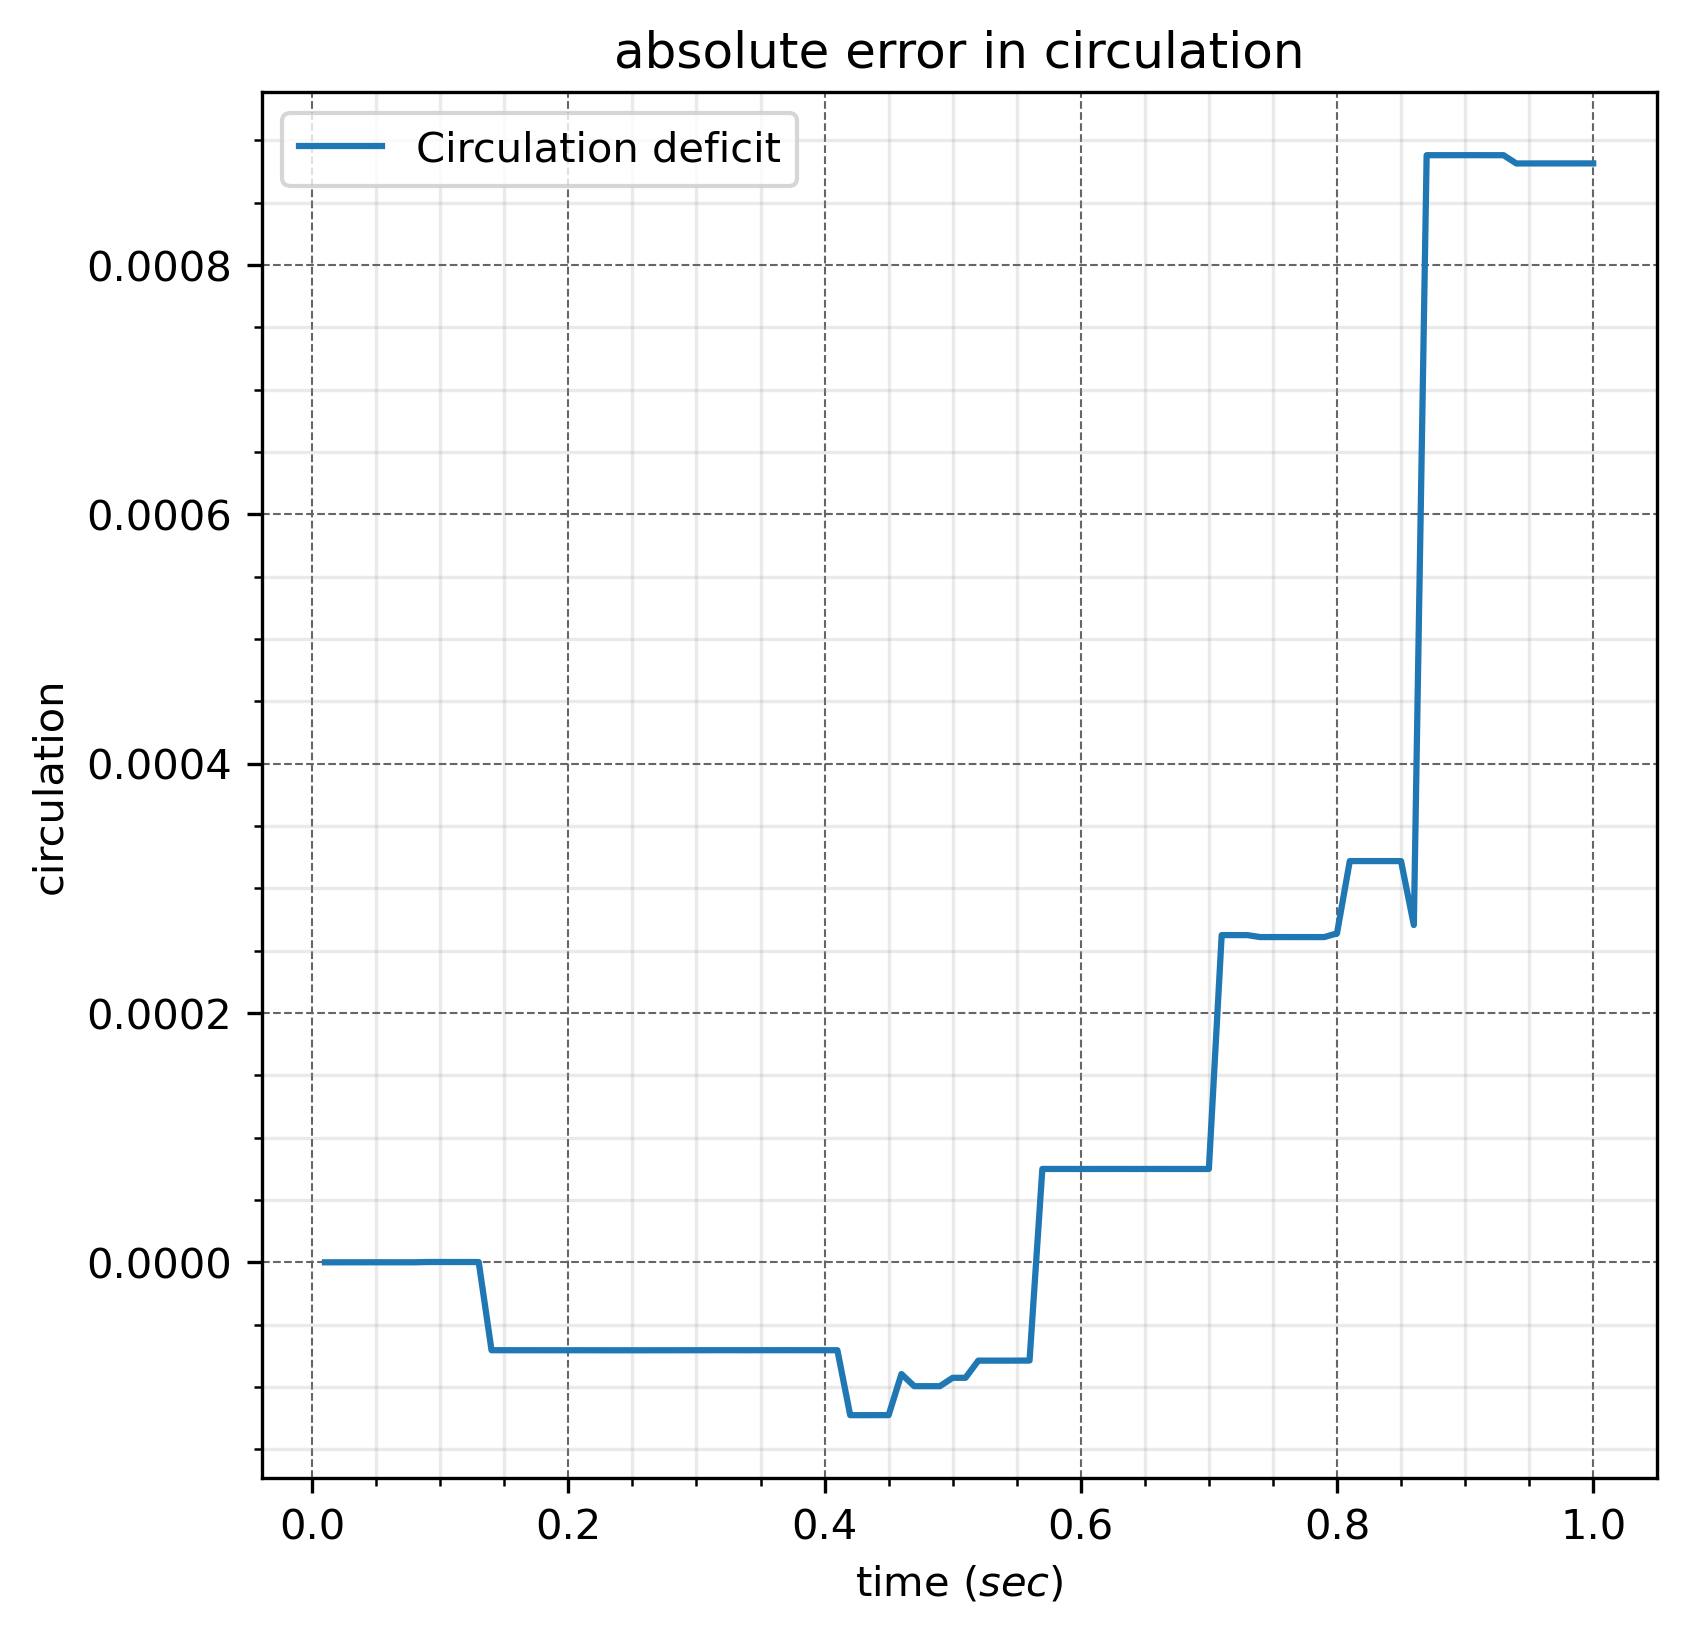 absolute error in circulation
Circulation deficit
0.0008
0.0006
0.0004
0.0002
0.0000
circulation
0.0 0.2 0.4 0.6 0.8 1.0
time (sec)